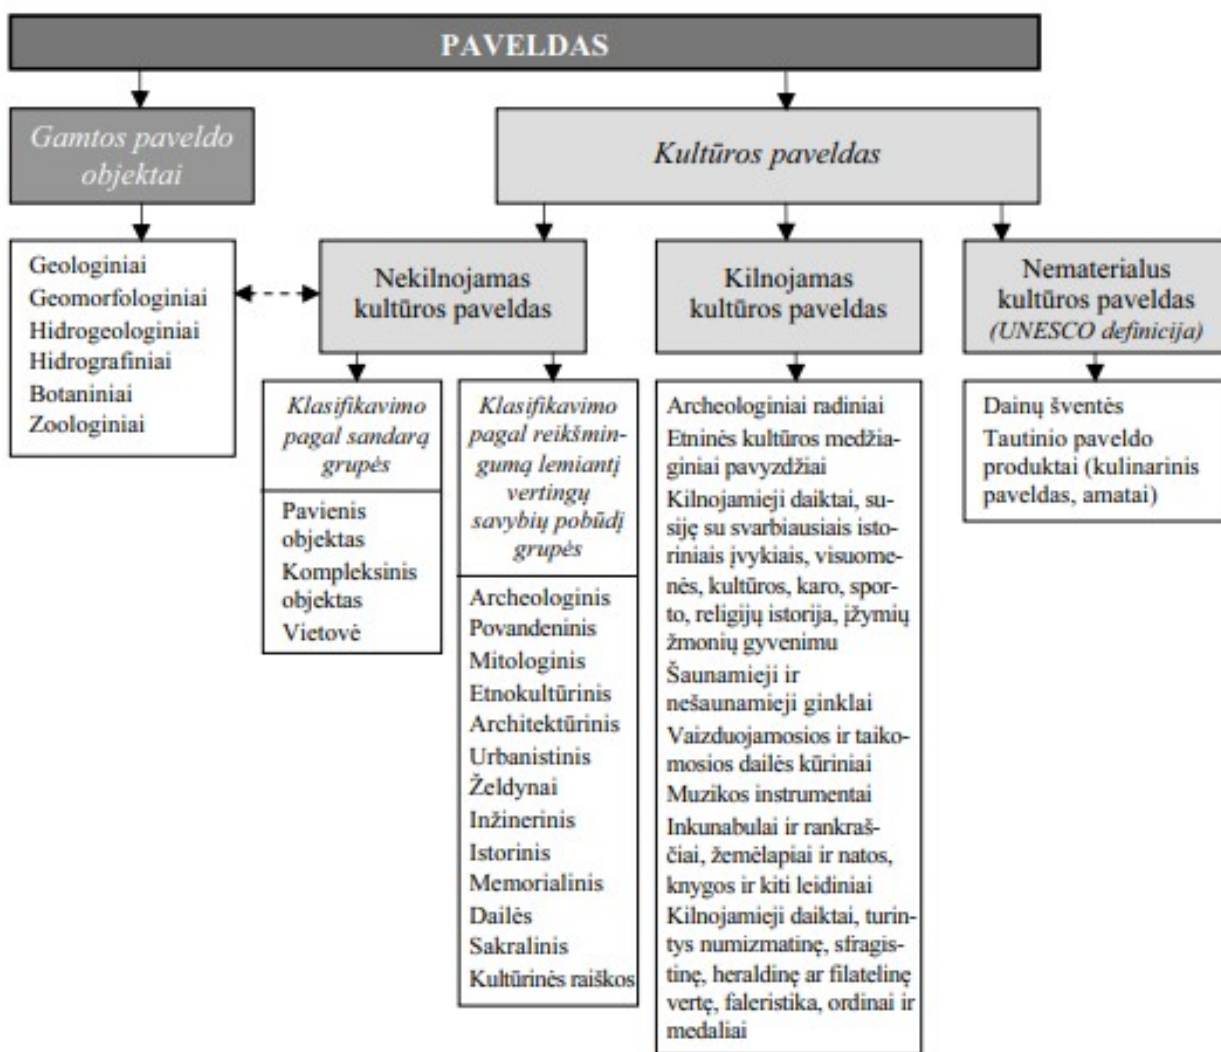 PAVELDAS
Gamtos paveldo
objektai
Kultūros paveldas
Geologiniai
Geomorfologiniai
Hidrogeologiniai
Hidrografiniai
Botaniniai
Zoologiniai
Nekilnojamas
kultūros paveldas
Kilnojamas
kultūros paveldas
Nematerialus
kultūros paveldas
(UNESCO definicija)
Klasifikavimo
pagal sandarą
grupės
Pavienis
objektas
Kompleksinis
objektas
Vietovė
Klasifikavimo
pagal reikšmin-
gumą lemiantį
vertingų
savybių pobūdį
grupės
Archeologinis
Povandeninis
Mitologinis
Etnokultūrinis
Architektūrinis
Urbanistinis
Želdynai
Inžinerinis
Istorinis
Memorialinis
Dailės
Sakralinis
Kultūrinės raiškos
Archeologiniai radiniai
Etninės kultūros medžia-
giniai pavyzdžiai
Kilnojamieji daiktai, su-
siję su svarbiausiais isto-
riniais įvykiais, visuome-
nės, kultūros, karo, spor-
to, religijų istorija, įžymių
žmonių gyvenimu
Šaunamieji ir
nešaunamieji ginklai
Vaizduojamosios ir taiko-
mosios dailės kūriniai
Muzikos instrumentai
Inkunabulai ir rankraš-
čiai, žemėlapiai ir natos,
knygos ir kiti leidiniai
Kilnojamieji daiktai, turin-
tys numizmatinę, sfragis-
tinę, heraldinę ar filatelinę
vertę, faleristika, ordinai ir
medaliai
Dainų šventės
Tautinio paveldo
produktai (kulinarinis
paveldas, amatai)